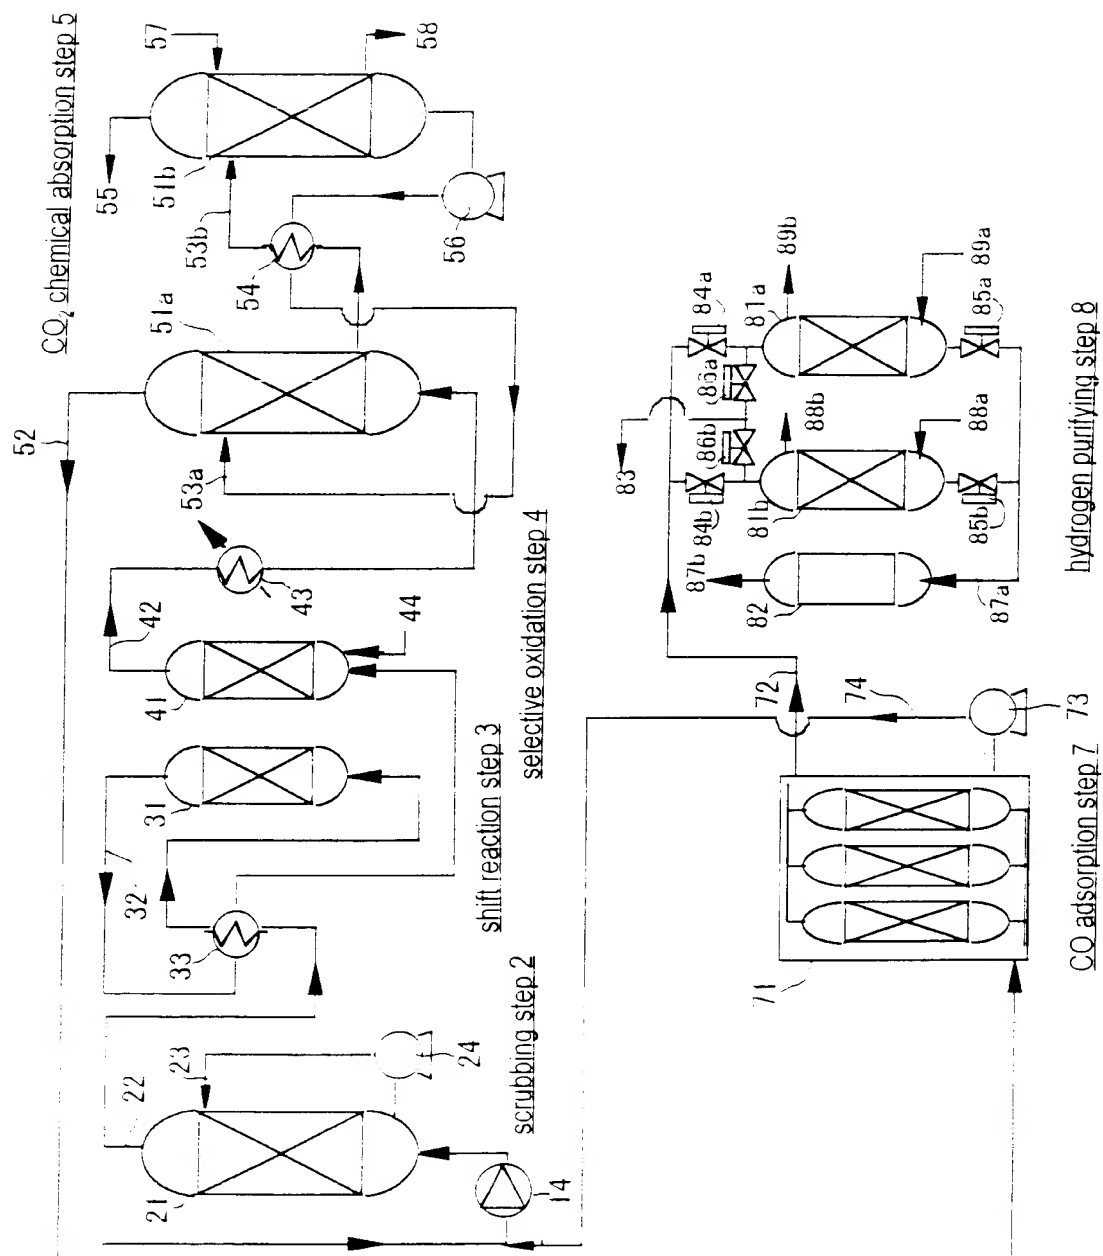 CO₂ chemical absorption step 5
57
58
55
51b
53b
54
56
51a
52
53a
selective oxidation step 4
42
43
44
41
shift reaction step 3
31
32
33
scrubbing step 2
22
23
24
21
14
hydrogen purifying step 8
89b
81a
84a
89a
85a
86a
88b
83
86b
88a
84b
81b
85b
87b
82
87a
CO adsorption step 7
72
74
73
71